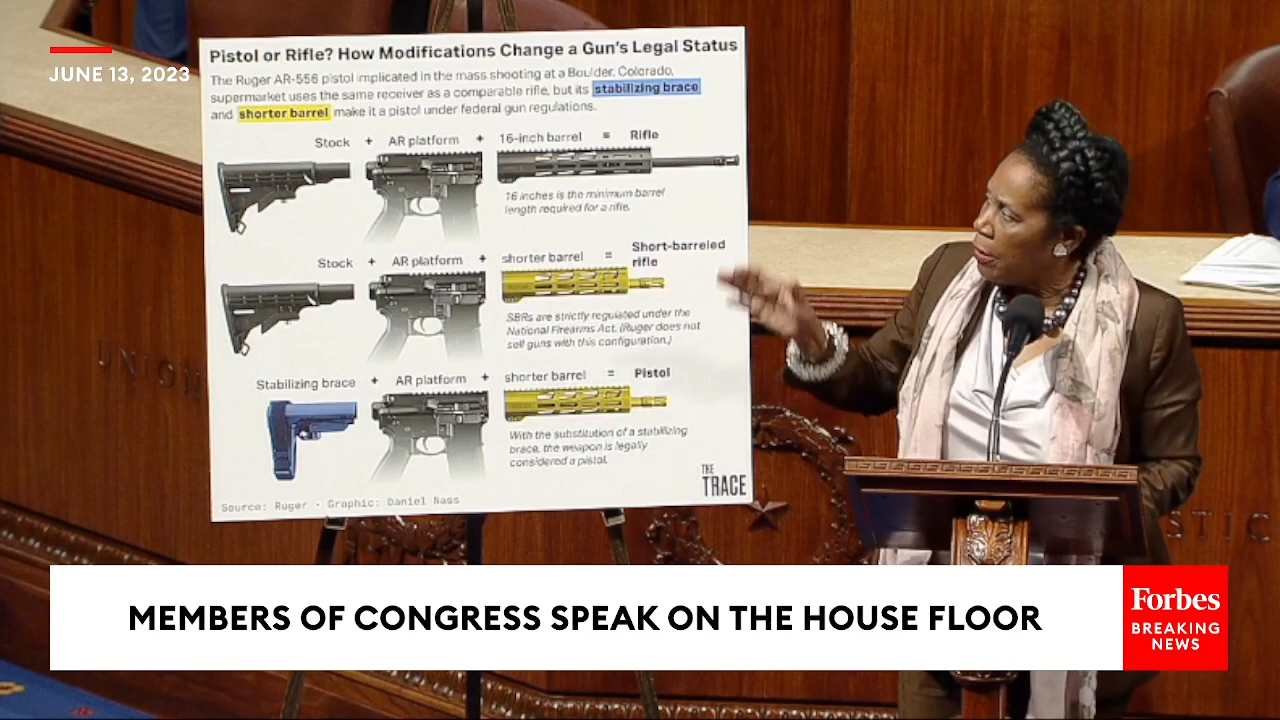 JUNE 13, 2023
Pistol or Rifle? How Modifications Change a Gun's Legal Status
The Ruger AR-556 pistol implicated in the mass shooting at a Boulder, Colorado,
supermarket uses the same receiver as a comparable rifle, but its stabilizing brace
and shorter barrel make it a pistol under federal gun regulations.
Stock + AR platform + 16-inch barrel = Rifle
16 inches is the minimum barrel
length required for a rifle.
Stock + AR platform + shorter barrel = Short-barreled
rifle
SBRs are strictly regulated under the
National Firearms Act. (Ruger does not
sell guns with this configuration.)
Stabilizing brace + AR platform + shorter barrel = Pistol
With the substitution of a stabilizing
brace, the weapon is legally
considered a pistol.
THE
TRACE
Source: Ruger - Graphic: Daniel Nass
UNION
MEMBERS OF CONGRESS SPEAK ON THE HOUSE FLOOR
Forbes
BREAKING
NEWS